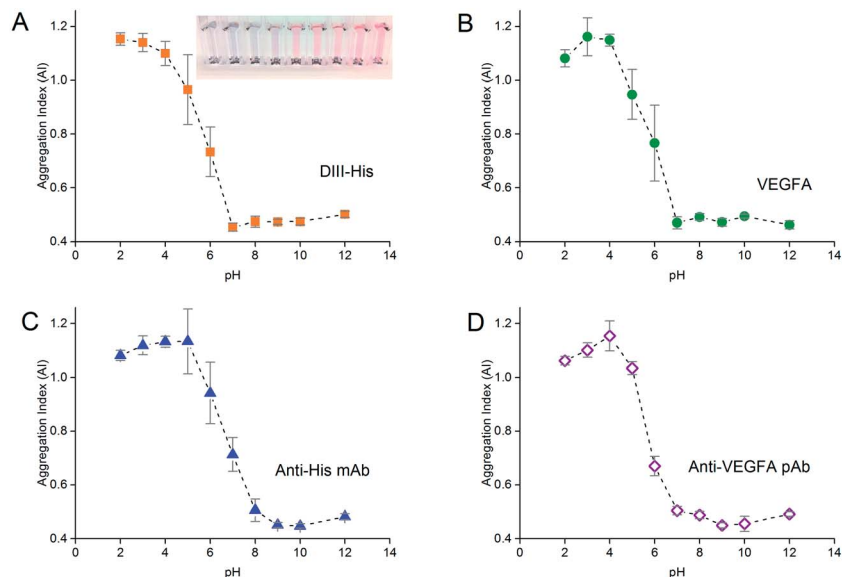 A
Aggregation Index (AI)
1.2
1.0
0.8
0.6
0.4
0 2 4 6 8 10 12 14
pH
DIII-His
B
Aggregation Index (AI)
1.2
1.0
0.8
0.6
0.4
0 2 4 6 8 10 12 14
pH
VEGFA
C
Aggregation Index (AI)
1.2
1.0
0.8
0.6
0.4
0 2 4 6 8 10 12 14
pH
Anti-His mAb
D
Aggregation Index (AI)
1.2
1.0
0.8
0.6
0.4
0 2 4 6 8 10 12 14
pH
Anti-VEGFA pAb